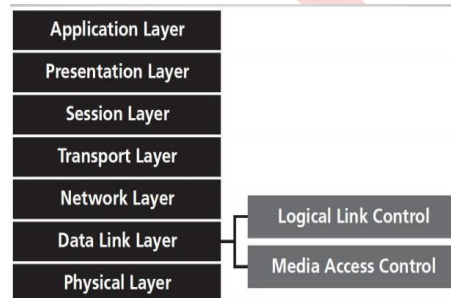 Application Layer
Presentation Layer
Session Layer
Transport Layer
Network Layer
Logical Link Control
Data Link Layer
Media Access Control
Physical Layer